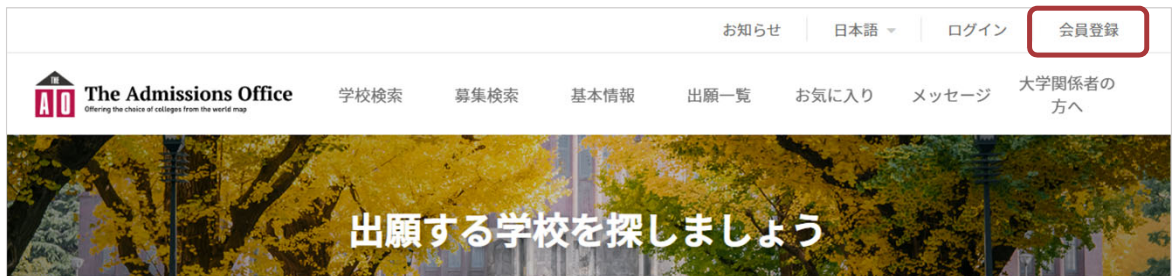 お知らせ
日本語
ログイン
会員登録
THE
AO
The Admissions Office
Offering the choice of colleges from the world map
学校検索
募集検索
基本情報
出願一覧
お気に入り
メッセージ
大学関係者の
方へ
出願する学校を探しましょう